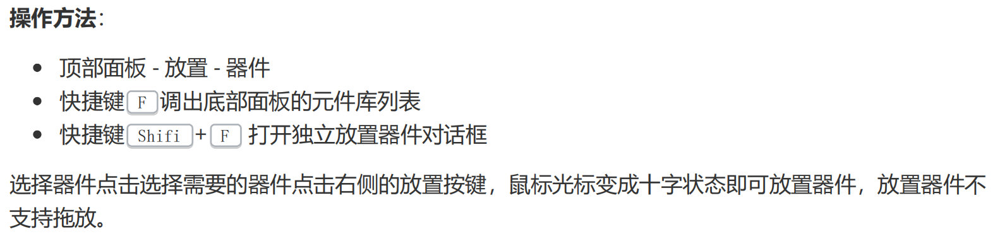 操作方法：
• 顶部面板 - 放置 - 器件
• 快捷键 F 调出底部面板的元件库列表
• 快捷键 Shifi + F 打开独立放置器件对话框
选择器件点击选择需要的器件点击右侧的放置按键，鼠标光标变成十字状态即可放置器件，放置器件不
支持拖放。